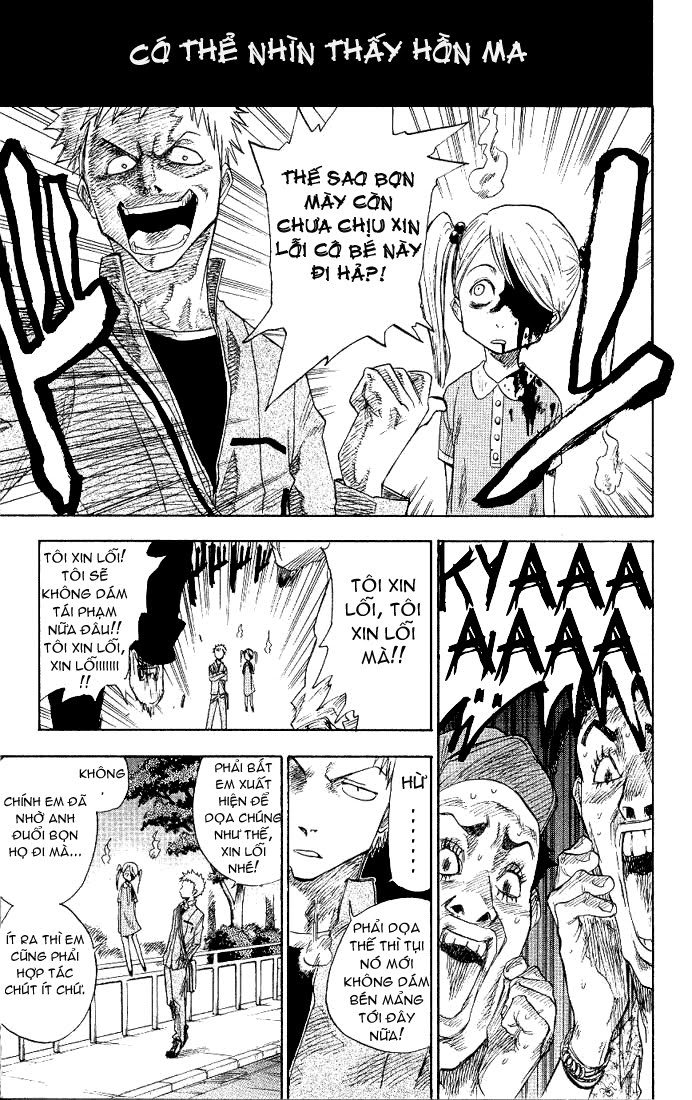 CÓ THỂ NHÌN THẤY HỒN MA
THẾ SAO BỌN
MÀY CÒN
CHƯA CHỊU XIN
LỖI CÔ BÉ NÀY
ĐI HẢ?!
KYAAA
AAAAA
TÔI XIN
LỖI, TÔI
XIN LỖI
MÀ!!
TÔI XIN LỖI!
TÔI SẼ
KHÔNG DÁM
TÁI PHẠM
NỮA ĐÂU!!
TÔI XIN LỖI,
XIN LỖIIIIIII
!!
HỪ
......
PHẢI DỌA
THẾ THÌ TỤI
NÓ MỚI
KHÔNG DÁM
BÉN MẢNG
TỚI ĐÂY
NỮA!
PHẢI BẮT
EM XUẤT
HIỆN ĐỂ
DỌA CHÚNG
NHƯ THẾ,
XIN LỖI
NHÉ!
KHÔNG
CHÍNH EM ĐÃ
NHỜ ANH
ĐUỔI BỌN
HỌ ĐI MÀ...
ÍT RA THÌ EM
CŨNG PHẢI
HỢP TÁC
CHÚT ÍT CHỨ.